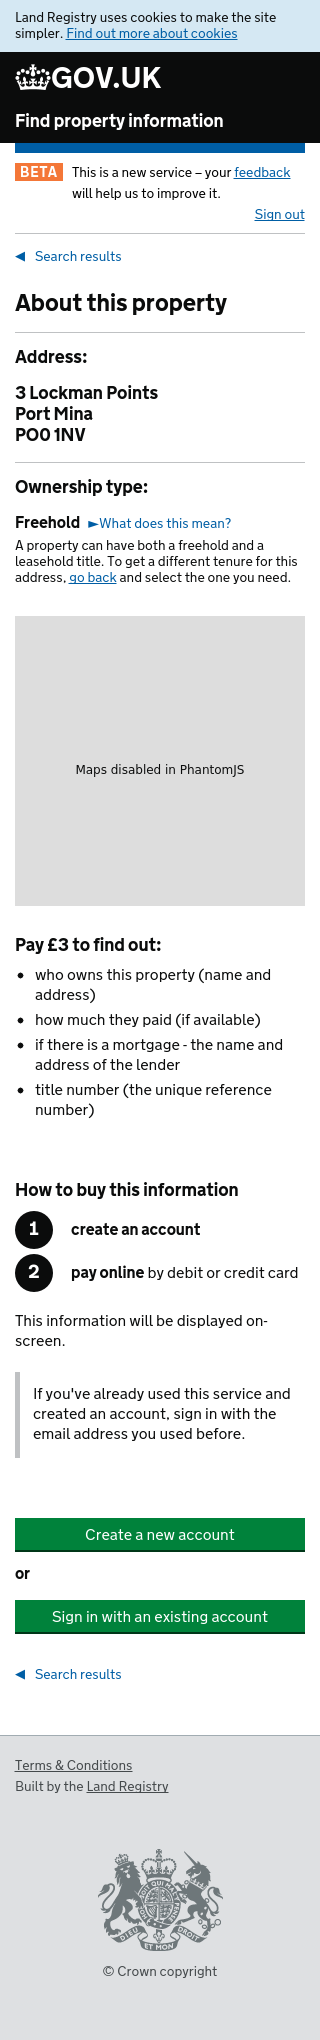 Land Registry uses cookies to make the site
simpler. Find out more about cookies
GOV.UK
Find property information
BETA This is a new service – your feedback
will help us to improve it.
Sign out
◀ Search results
About this property
Address:
3 Lockman Points
Port Mina
PO0 1NV
Ownership type:
Freehold ►What does this mean?
A property can have both a freehold and a
leasehold title. To get a different tenure for this
address, go back and select the one you need.
Maps disabled in PhantomJS
Pay £3 to find out:
• who owns this property (name and
address)
• how much they paid (if available)
• if there is a mortgage - the name and
address of the lender
• title number (the unique reference
number)
How to buy this information
1 create an account
2 pay online by debit or credit card
This information will be displayed on-
screen.
If you've already used this service and
created an account, sign in with the
email address you used before.
Create a new account
or
Sign in with an existing account
◀ Search results
Terms & Conditions
Built by the Land Registry
DIEU ET MON
© Crown copyright